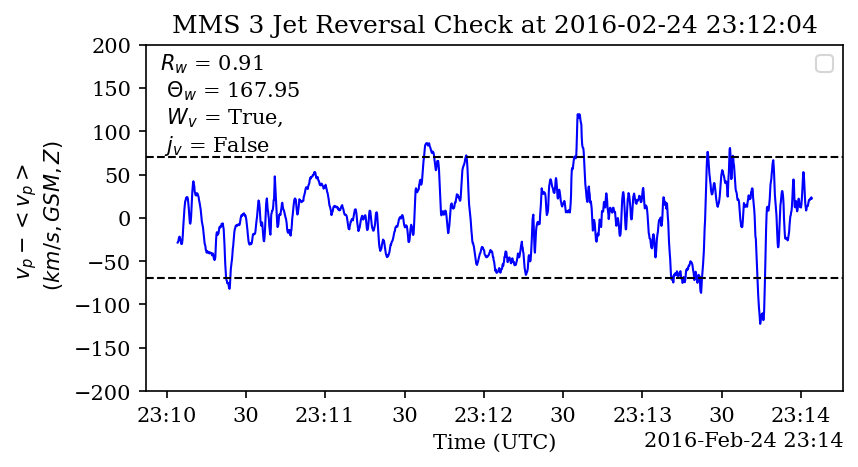 MMS 3 Jet Reversal Check at 2016-02-24 23:12:04
R_w = 0.91
Θ_w = 167.95
W_v = True,
j_v = False
v_p − < v_p >
(km/s, GSM, Z)
200
150
100
50
0
−50
−100
−150
−200
23:10 30 23:11 30 23:12 30 23:13 30 23:14
Time (UTC)
2016-Feb-24 23:14